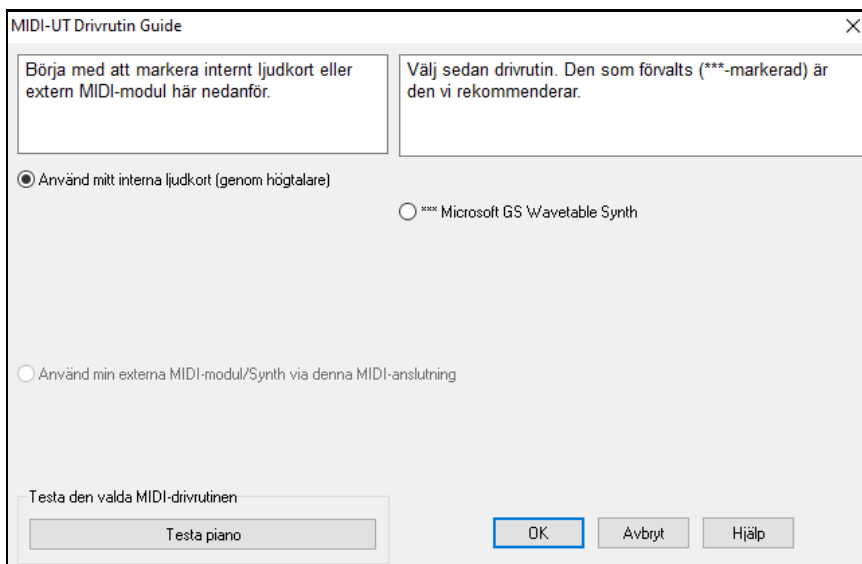 MIDI-UT Drivrutin Guide
Börja med att markera internt ljudkort eller
extern MIDI-modul här nedanför.
Välj sedan drivrutin. Den som förvalts (***-markerad) är
den vi rekommenderar.
Använd mitt interna ljudkort (genom högtalare)
*** Microsoft GS Wavetable Synth
Använd min externa MIDI-modul/Synth via denna MIDI-anslutning
Testa den valda MIDI-drivrutinen
Testa piano
OK
Avbryt
Hjälp